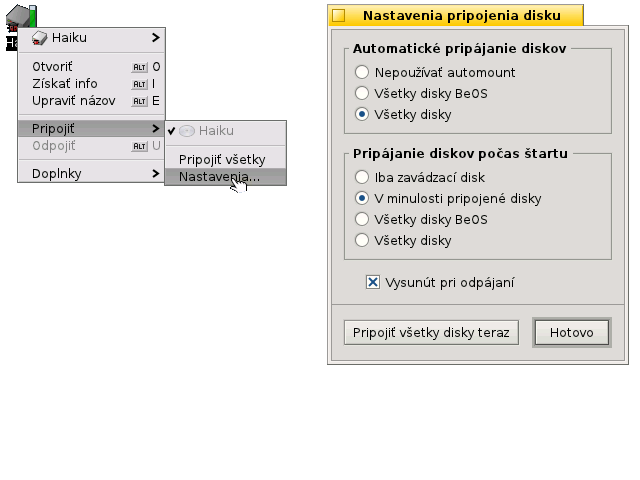 Haiku
Otvoriť ALT O
Získať info ALT I
Upraviť názov ALT E
Pripojiť
Odpojiť ALT U
Doplnky
Haiku
Pripojiť všetky
Nastavenia...
Nastavenia pripojenia disku
Automatické pripájanie diskov
Nepoužívať automount
Všetky disky BeOS
Všetky disky
Pripájanie diskov počas štartu
Iba zavádzací disk
V minulosti pripojené disky
Všetky disky BeOS
Všetky disky
Vysunút pri odpájaní
Pripojiť všetky disky teraz
Hotovo